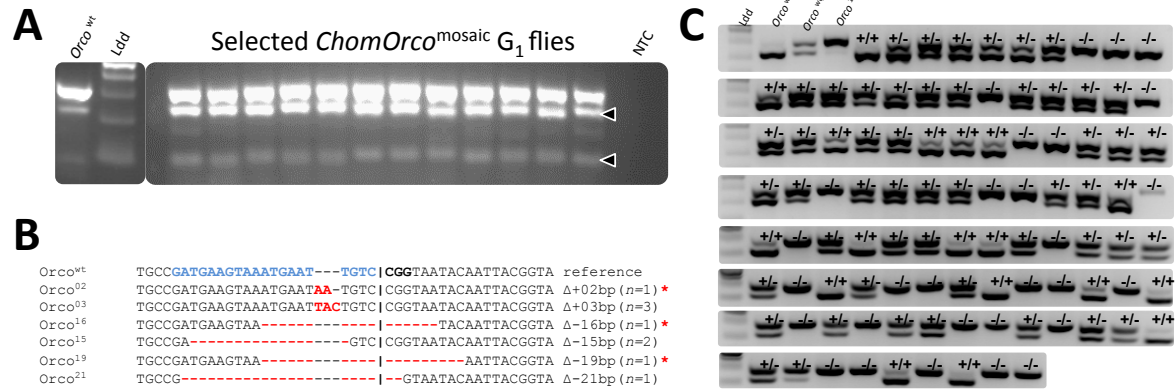 A
Orco wt
Ldd
Selected ChomOrco mosaic G1 flies
NTC
B
Orco wt TGCCGATGAAGTAAATGAAT---TGTC|CGGTAATACAATTACGGTA reference
Orco 02 TGCCGATGAAGTAAATGAATAA-TGTC|CGGTAATACAATTACGGTA Δ+02bp(n=1)*
Orco 03 TGCCGATGAAGTAAATGAATTACTGTC|CGGTAATACAATTACGGTA Δ+03bp(n=3)
Orco 16 TGCCGATGAAGTAA-------------|------TACAATTACGGTA Δ-16bp(n=1)*
Orco 15 TGCCGA------------------GTC|CGGTAATACAATTACGGTA Δ-15bp(n=2)
Orco 19 TGCCGATGAAGTAA-------------|---------AATTACGGTA Δ-19bp(n=1)*
Orco 21 TGCCG----------------------|--GTAATACAATTACGGTA Δ-21bp(n=1)
C
Ldd
Orco
Orco
+/+ +/- +/- +/- +/- +/- -/- -/- -/-
+/+ +/- +/- +/- +/- +/- +/- -/- +/- +/- +/- +/- -/-
+/- +/- +/+ +/- +/- +/+ +/+ +/+ -/- -/- +/- +/- +/-
+/- +/- -/- +/- +/- +/- +/- -/- -/- +/- +/- +/+ -/-
+/+ -/- +/- +/- +/+ +/- +/+ +/+ -/- +/- +/- +/- +/-
+/- -/- +/+ +/- -/- +/- +/+ -/- -/- +/- +/+ -/- +/+
+/- -/- -/- +/- +/- -/- +/- -/- -/- -/- +/- +/- +/+
+/- +/- -/- -/- +/+ -/- +/+ -/- -/-